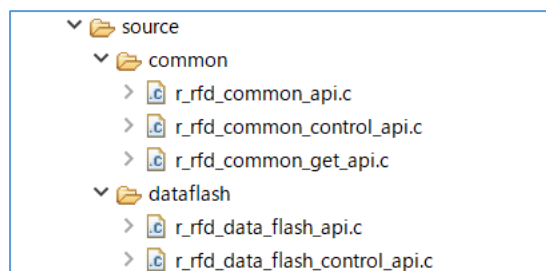 source
common
r_rfd_common_api.c
r_rfd_common_control_api.c
r_rfd_common_get_api.c
dataflash
r_rfd_data_flash_api.c
r_rfd_data_flash_control_api.c